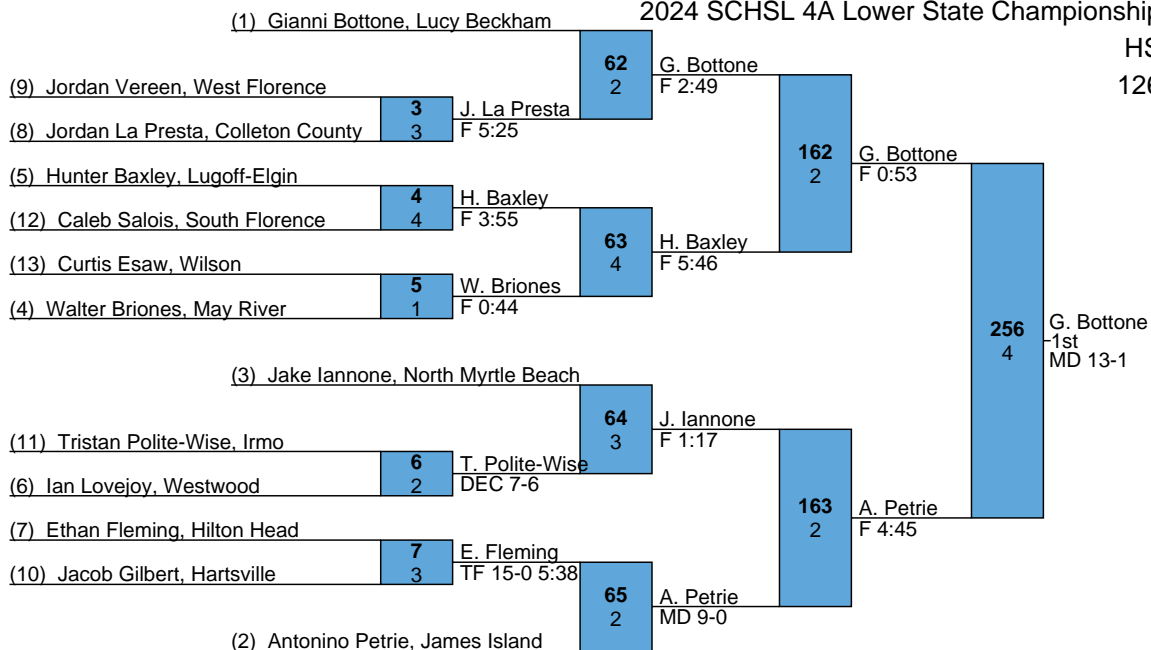 2024 SCHSL 4A Lower State Championship
HS
126
(1) Gianni Bottone, Lucy Beckham
62
2
G. Bottone
F 2:49
(9) Jordan Vereen, West Florence
3
3
J. La Presta
F 5:25
(8) Jordan La Presta, Colleton County
162
2
G. Bottone
F 0:53
(5) Hunter Baxley, Lugoff-Elgin
4
4
H. Baxley
F 3:55
(12) Caleb Salois, South Florence
63
4
H. Baxley
F 5:46
(13) Curtis Esaw, Wilson
5
1
W. Briones
F 0:44
(4) Walter Briones, May River
256
4
G. Bottone
1st
MD 13-1
(3) Jake Iannone, North Myrtle Beach
64
3
J. Iannone
F 1:17
(11) Tristan Polite-Wise, Irmo
6
2
T. Polite-Wise
DEC 7-6
(6) Ian Lovejoy, Westwood
163
2
A. Petrie
F 4:45
(7) Ethan Fleming, Hilton Head
7
3
E. Fleming
TF 15-0 5:38
(10) Jacob Gilbert, Hartsville
65
2
A. Petrie
MD 9-0
(2) Antonino Petrie, James Island